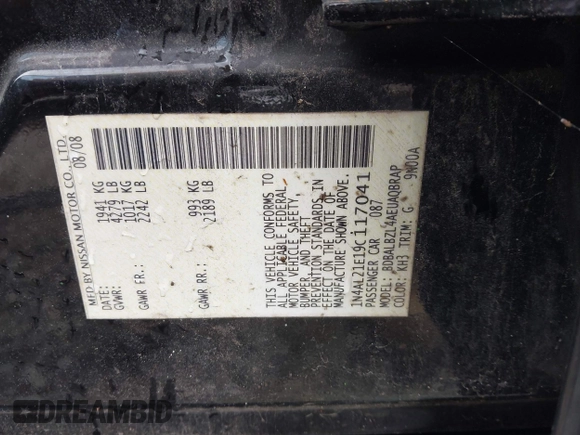 MFD BY NISSAN MOTOR CO., LTD.
DATE: 08/08
GVWR: 1941 KG
4279 LB
GAWR FR: 1017 KG
2242 LB
GAWR RR: 993 KG
2189 LB
THIS VEHICLE CONFORMS TO
ALL APPLICABLE FEDERAL
MOTOR VEHICLE SAFETY,
BUMPER AND THEFT
PREVENTION STANDARDS IN
EFFECT ON THE DATE OF
MANUFACTURE SHOWN ABOVE.
1N4AL21E19C117041
PASSENGER CAR 087
MODEL: BDBALBZL4AEUAQBRAP
COLOR: KH3 TRIM: G 9N00A
DREAMBID